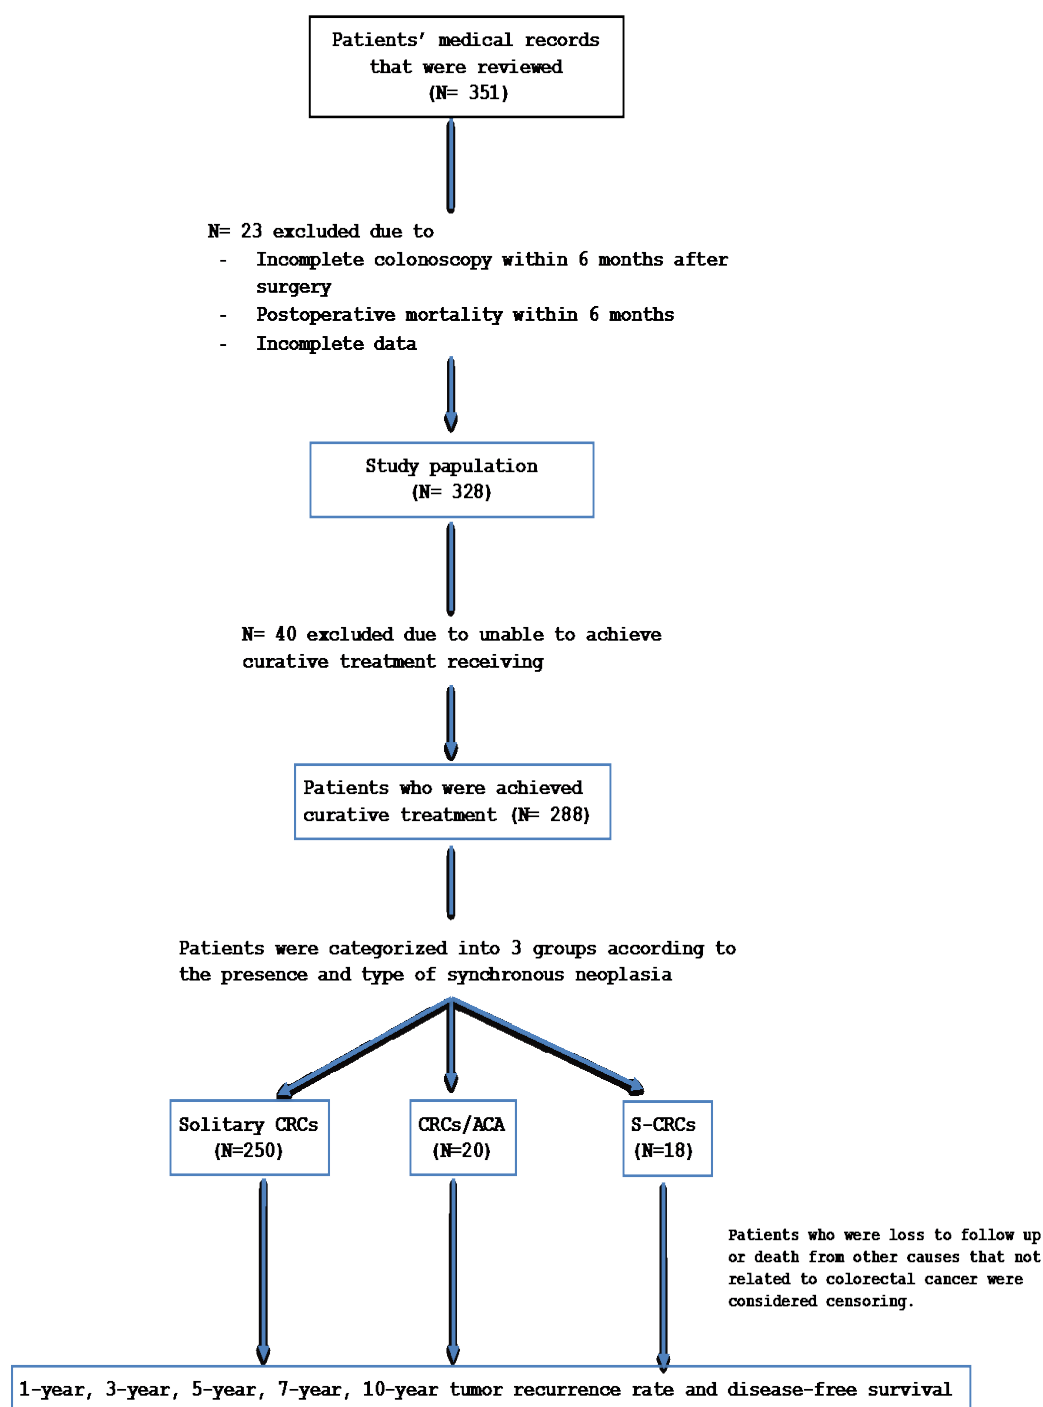 Patients’ medical records
that were reviewed
(N= 351)
N= 23 excluded due to
- Incomplete colonoscopy within 6 months after
surgery
- Postoperative mortality within 6 months
- Incomplete data
Study papulation
(N= 328)
N= 40 excluded due to unable to achieve
curative treatment receiving
Patients who were achieved
curative treatment (N= 288)
Patients were categorized into 3 groups according to
the presence and type of synchronous neoplasia
Solitary CRCs
(N=250)
CRCs/ACA
(N=20)
S-CRCs
(N=18)
Patients who were loss to follow up
or death from other causes that not
related to colorectal cancer were
considered censoring.
1-year, 3-year, 5-year, 7-year, 10-year tumor recurrence rate and disease-free survival